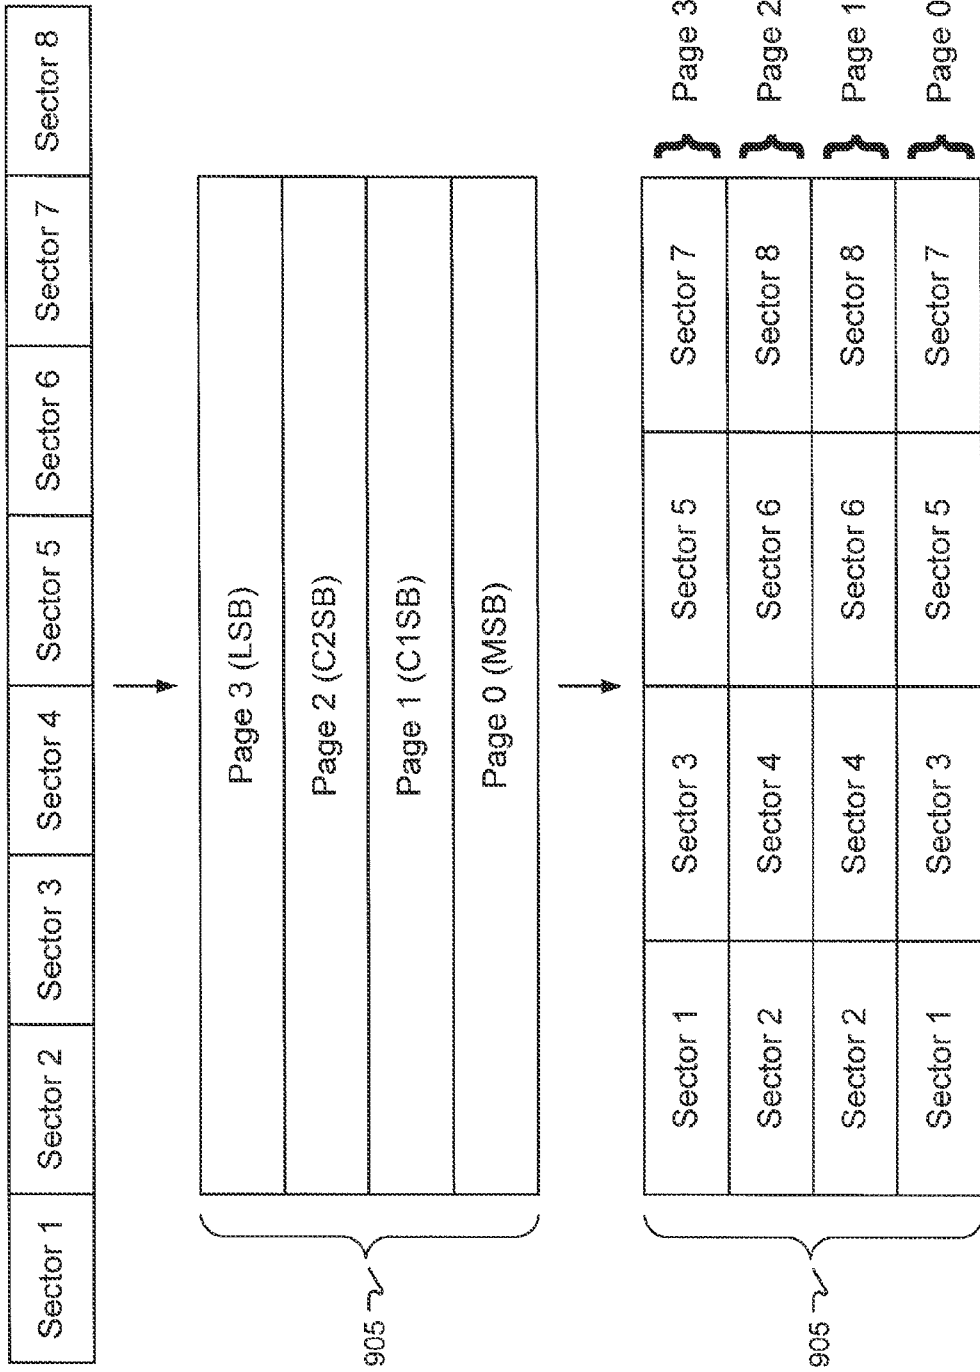 Sector 1 Sector 2 Sector 3 Sector 4 Sector 5 Sector 6 Sector 7 Sector 8
Page 3 (LSB)
Page 2 (C2SB)
Page 1 (C1SB)
Page 0 (MSB)
905
Sector 1 Sector 3 Sector 5 Sector 7 Page 3
Sector 2 Sector 4 Sector 6 Sector 8 Page 2
Sector 2 Sector 4 Sector 6 Sector 8 Page 1
Sector 1 Sector 3 Sector 5 Sector 7 Page 0
905